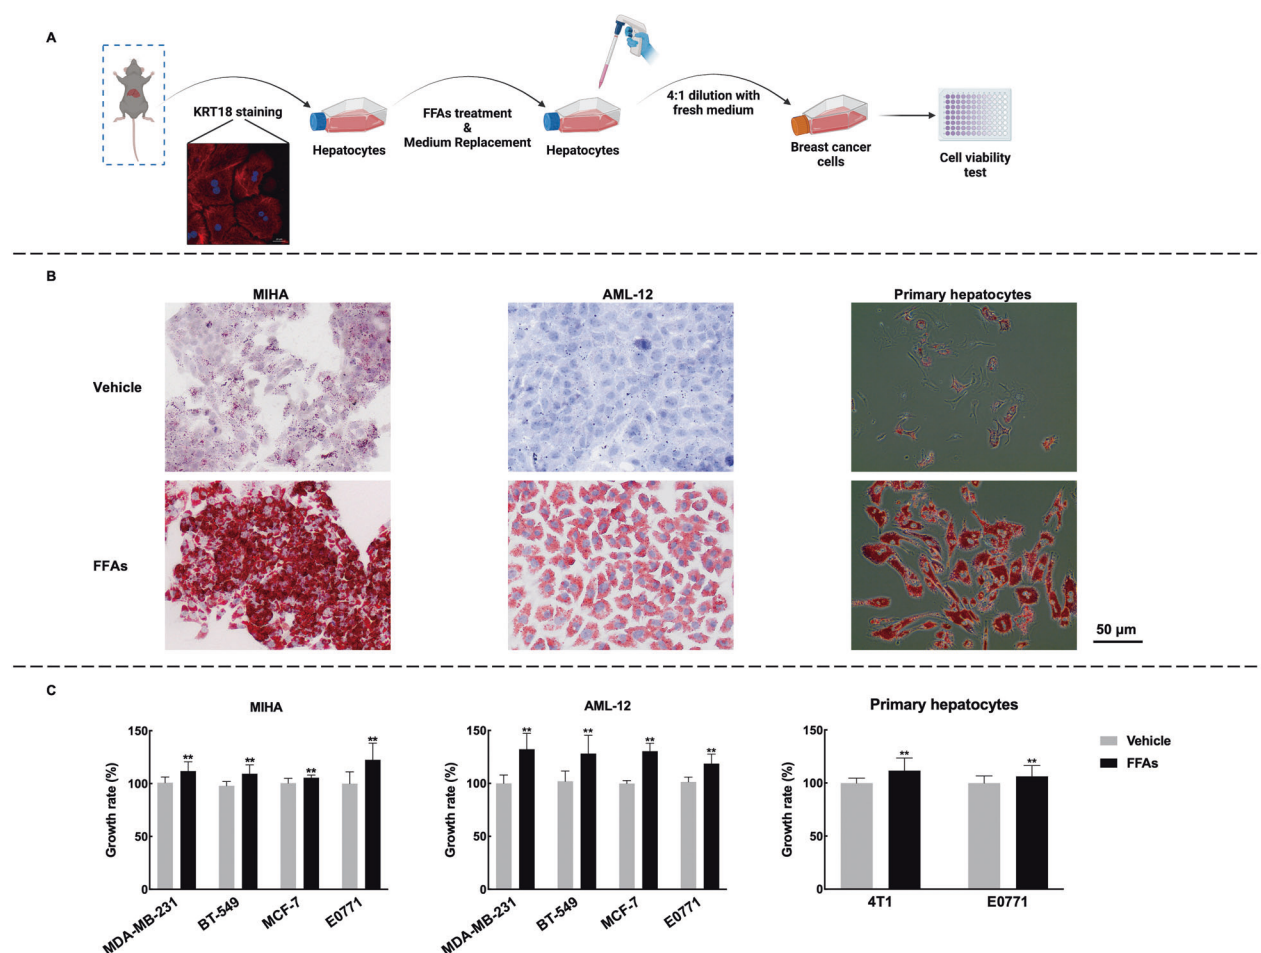 A
KRT18 staining
Hepatocytes
FFAs treatment
&
Medium Replacement
Hepatocytes
4:1 dilution with
fresh medium
Breast cancer
cells
Cell viability
test
B
MIHA
AML-12
Primary hepatocytes
Vehicle
FFAs
50 μm
C
MIHA
Growth rate (%)
150
100
50
0
** ** ** **
MDA-MB-231
BT-549
MCF-7
E0771
AML-12
Growth rate (%)
150
100
50
0
** ** ** **
MDA-MB-231
BT-549
MCF-7
E0771
Primary hepatocytes
Growth rate (%)
150
100
50
0
** **
4T1
E0771
Vehicle
FFAs